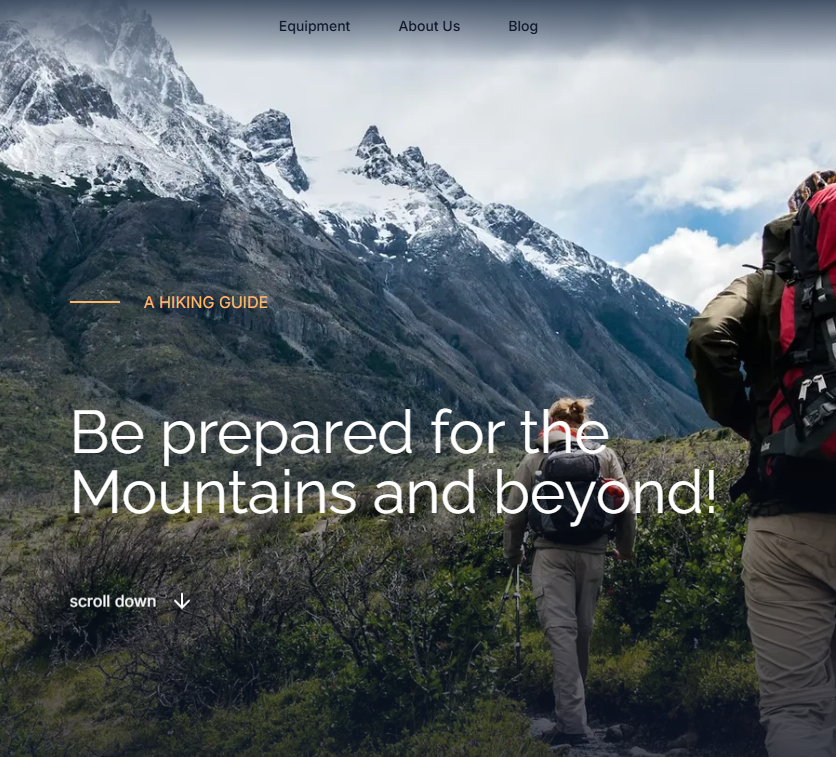 Equipment About Us Blog
A HIKING GUIDE
Be prepared for the
Mountains and beyond!
scroll down